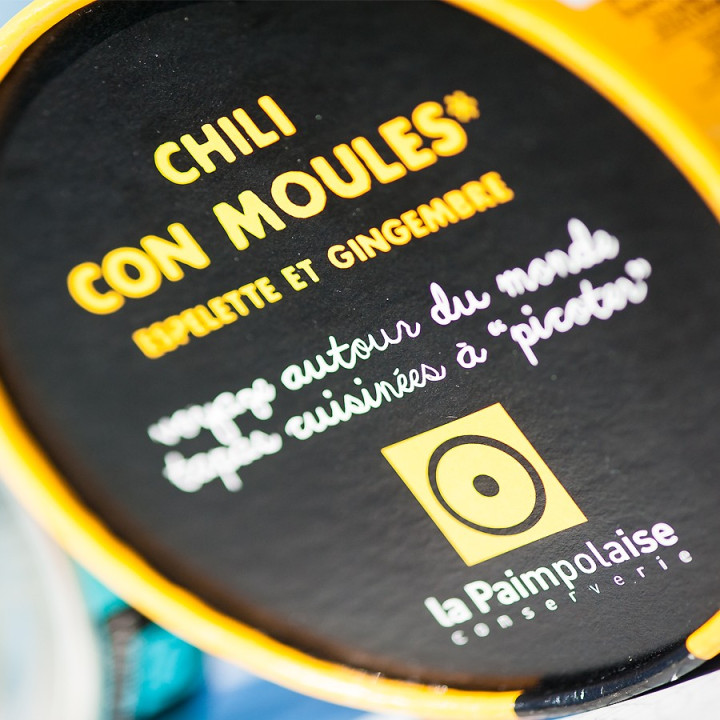 CHILI
CON MOULES*
ESPELETTE ET GINGEMBRE
voyage autour du monde
tapas cuisinées à "picoter"
la Paimpolaise
conserverie